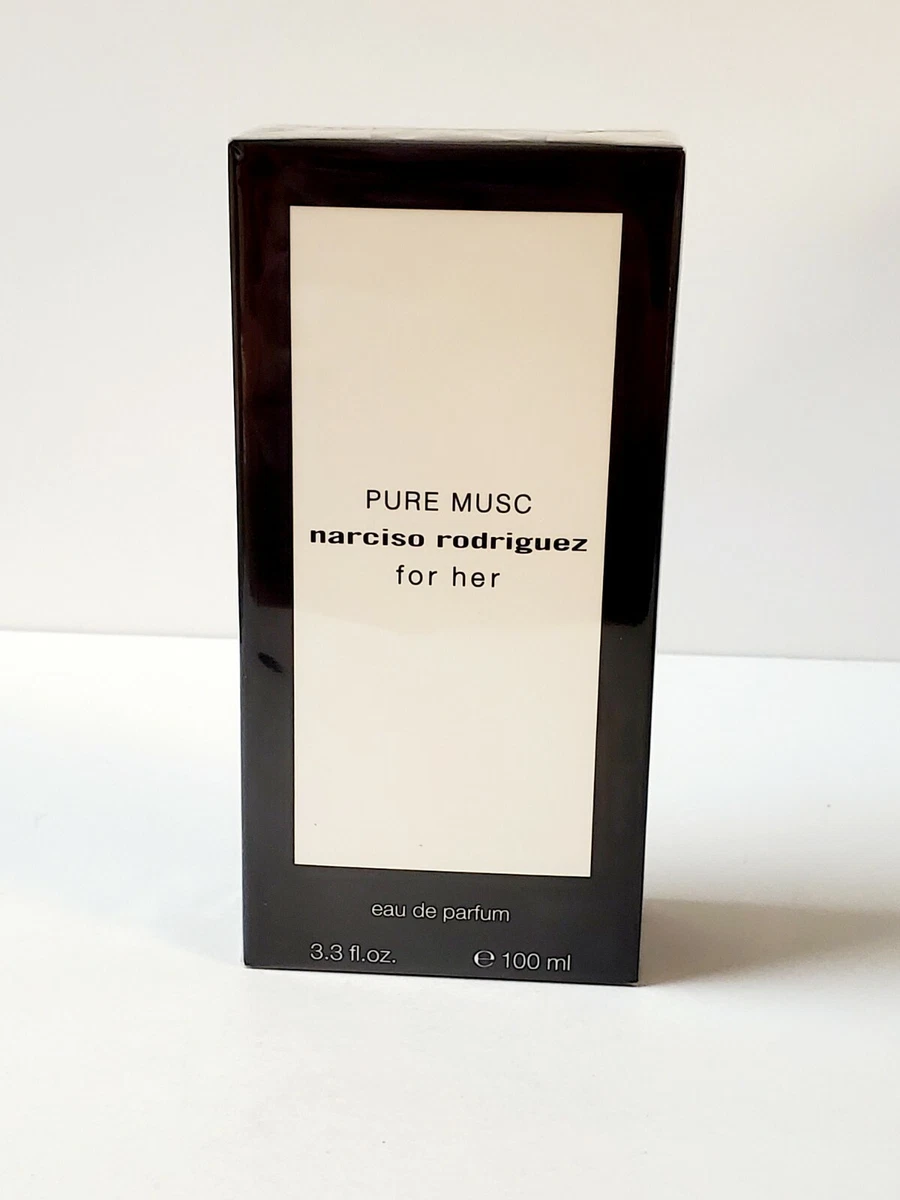 PURE MUSC
narciso rodriguez
for her
eau de parfum
3.3 fl.oz. ℮ 100 ml